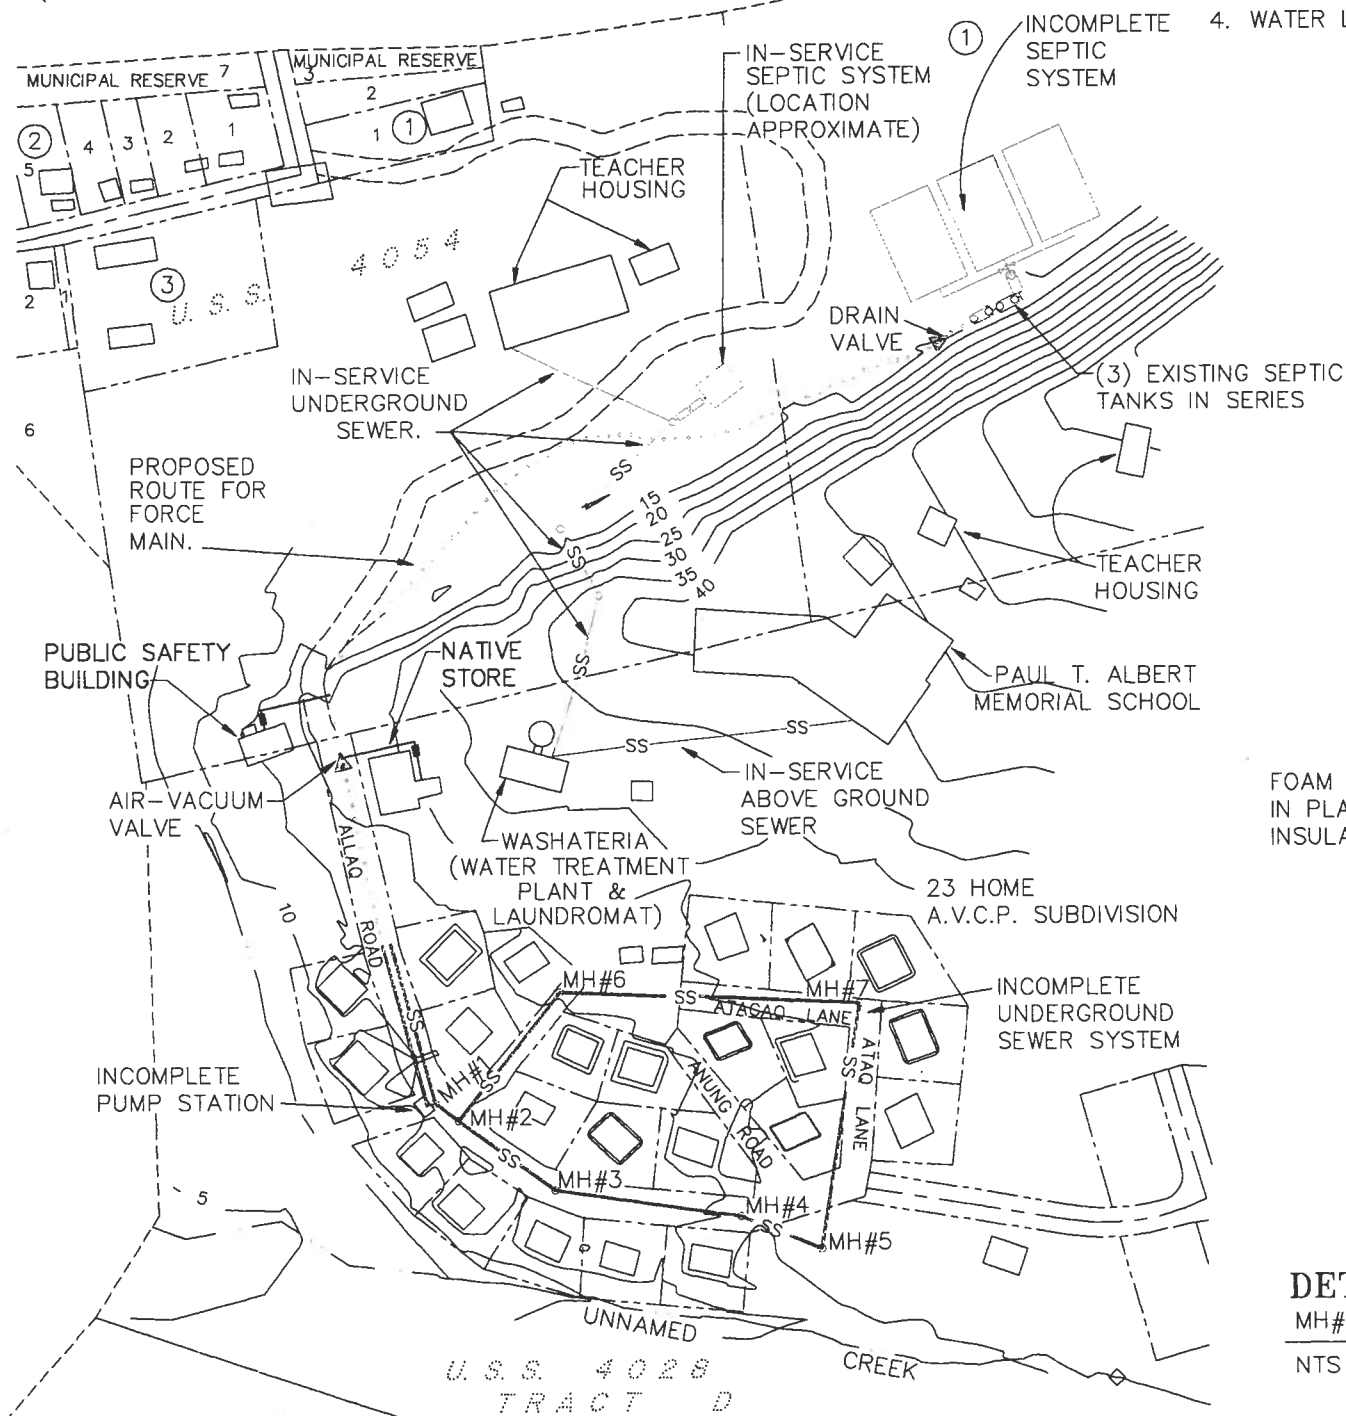 INCOMPLETE
SEPTIC
SYSTEM
1
4. WATER L
IN-SERVICE
SEPTIC SYSTEM
(LOCATION
APPROXIMATE)
MUNICIPAL RESERVE
7
MUNICIPAL RESERVE
3
2
1
1
2
5
4
3
2
1
TEACHER
HOUSING
4054
U.S.S.
3
2
1
DRAIN
VALVE
(3) EXISTING SEPTIC
TANKS IN SERIES
IN-SERVICE
UNDERGROUND
SEWER.
6
PROPOSED
ROUTE FOR
FORCE
MAIN.
SS
15
20
25
30
35
40
SS
SS
TEACHER
HOUSING
PUBLIC SAFETY
BUILDING
NATIVE
STORE
PAUL T. ALBERT
MEMORIAL SCHOOL
SS
SS
IN-SERVICE
ABOVE GROUND
SEWER
FOAM
IN PLA
INSULA
AIR-VACUUM
VALVE
ALLAQ
ROAD
WASHATERIA
(WATER TREATMENT
PLANT &
LAUNDROMAT)
23 HOME
A.V.C.P. SUBDIVISION
10
MH#6
SS
MH#7
ATAGAQ LANE
INCOMPLETE
UNDERGROUND
SEWER SYSTEM
SS
ATAQ
LANE
SS
ANUNG
ROAD
INCOMPLETE
PUMP STATION
MH#1
SS
MH#2
SS
MH#3
MH#4
SS
MH#5
5
UNNAMED
CREEK
U.S.S. 4028
TRACT D
DET
MH#
NTS